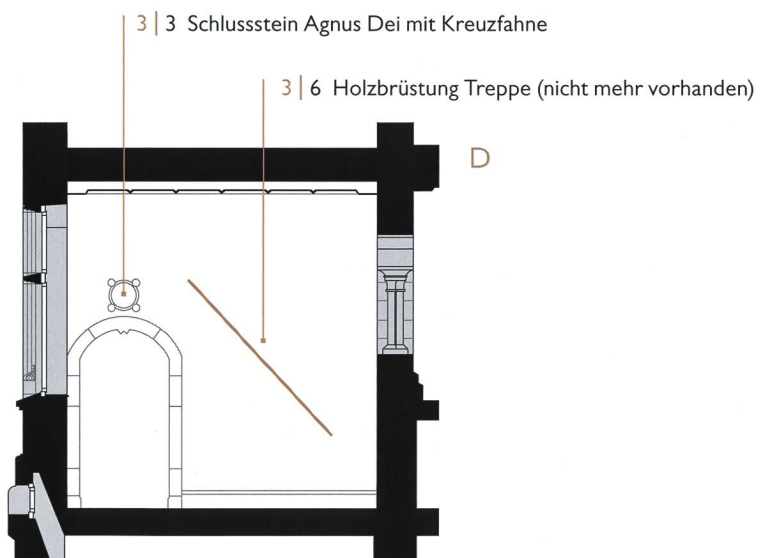 3 | 3 Schlussstein Agnus Dei mit Kreuzfahne
3 | 6 Holzbrüstung Treppe (nicht mehr vorhanden)
D